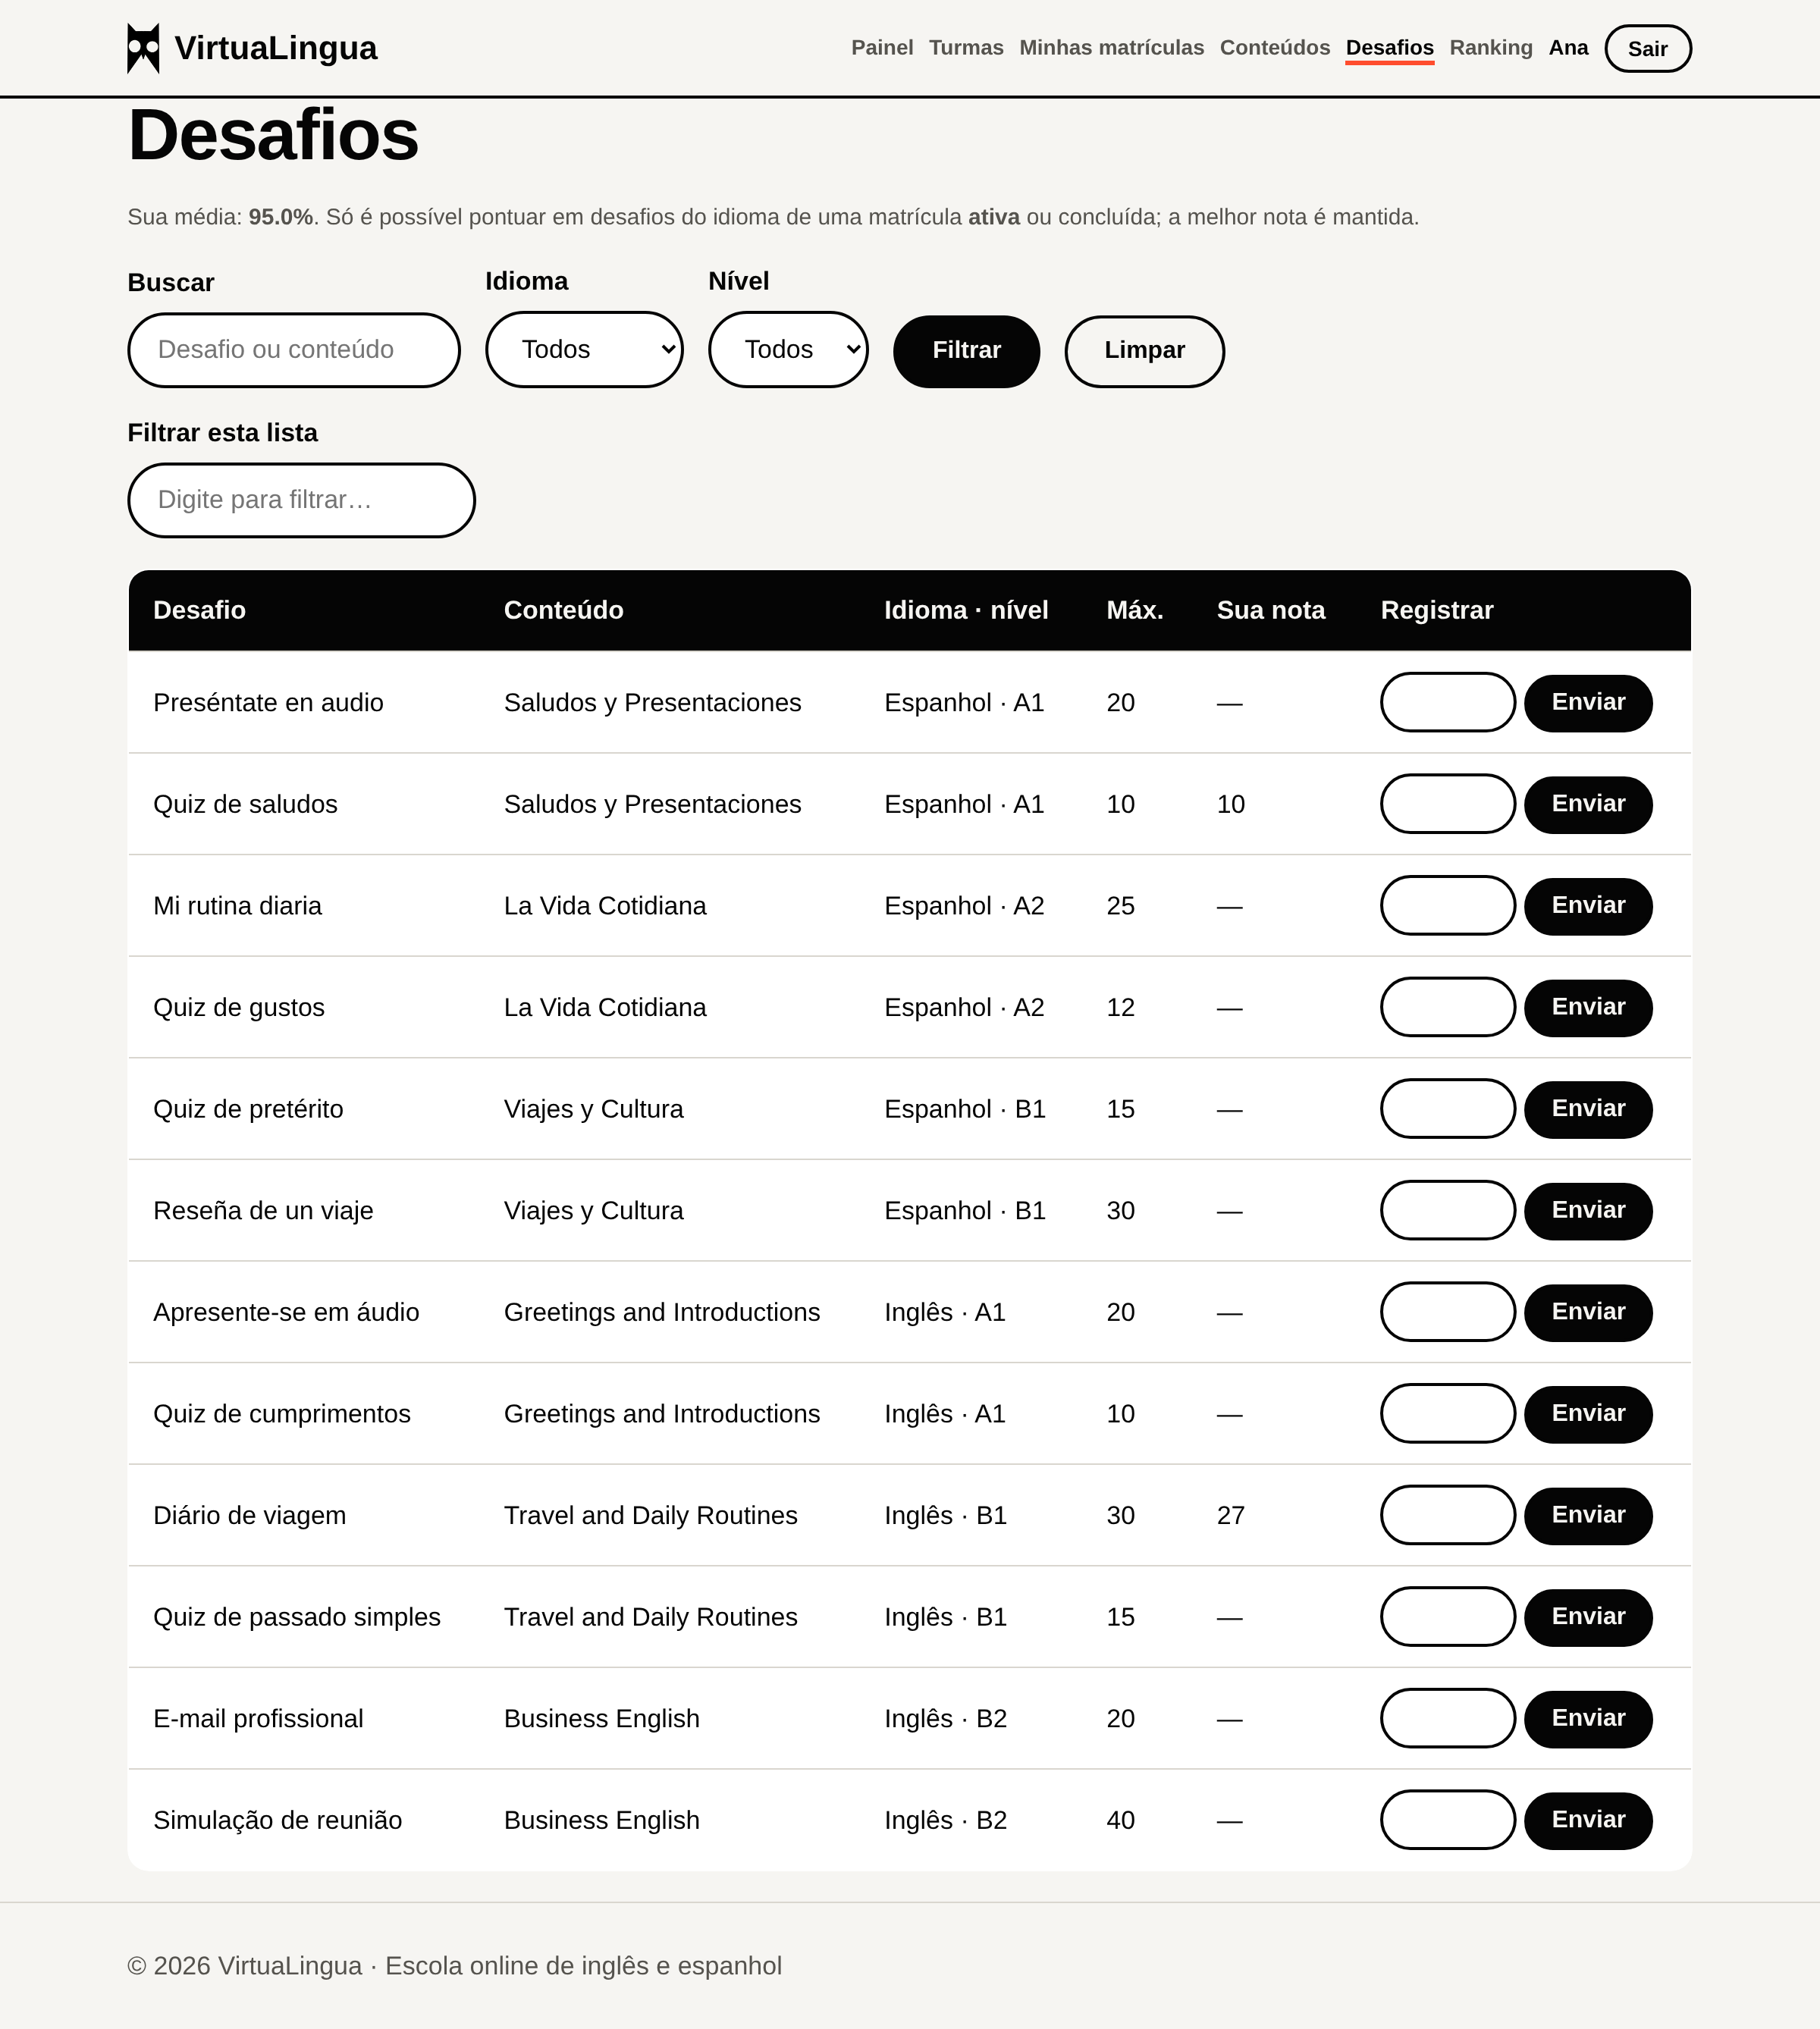 VirtuaLingua
Painel Turmas Minhas matrículas Conteúdos Desafios Ranking Ana Sair
Desafios
Sua média: 95.0%. Só é possível pontuar em desafios do idioma de uma matrícula ativa ou concluída; a melhor nota é mantida.
Buscar Idioma Nível
Desafio ou conteúdo Todos Todos Filtrar Limpar
Filtrar esta lista
Digite para filtrar…
Desafio Conteúdo Idioma · nível Máx. Sua nota Registrar
Preséntate en audio Saludos y Presentaciones Espanhol · A1 20 — Enviar
Quiz de saludos Saludos y Presentaciones Espanhol · A1 10 10 Enviar
Mi rutina diaria La Vida Cotidiana Espanhol · A2 25 — Enviar
Quiz de gustos La Vida Cotidiana Espanhol · A2 12 — Enviar
Quiz de pretérito Viajes y Cultura Espanhol · B1 15 — Enviar
Reseña de un viaje Viajes y Cultura Espanhol · B1 30 — Enviar
Apresente-se em áudio Greetings and Introductions Inglês · A1 20 — Enviar
Quiz de cumprimentos Greetings and Introductions Inglês · A1 10 — Enviar
Diário de viagem Travel and Daily Routines Inglês · B1 30 27 Enviar
Quiz de passado simples Travel and Daily Routines Inglês · B1 15 — Enviar
E-mail profissional Business English Inglês · B2 20 — Enviar
Simulação de reunião Business English Inglês · B2 40 — Enviar
© 2026 VirtuaLingua · Escola online de inglês e espanhol